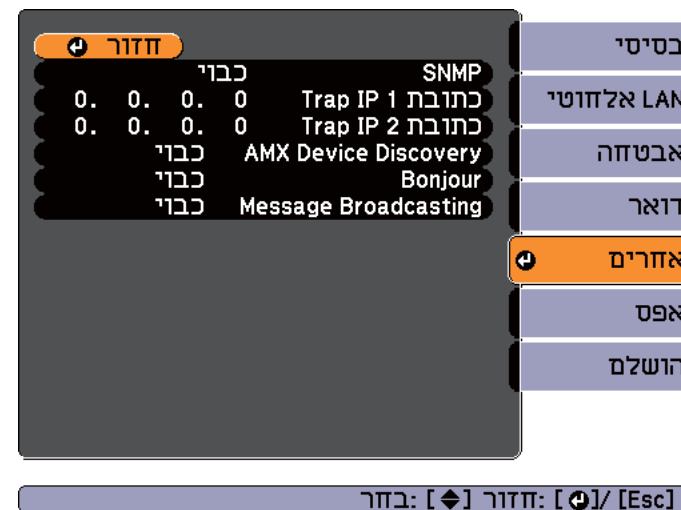 חזור
SNMP כבוי
כתובת Trap IP 1 0. 0. 0. 0
כתובת Trap IP 2 0. 0. 0. 0
AMX Device Discovery כבוי
Bonjour כבוי
Message Broadcasting כבוי
בסיסי
LAN אלחוטי
אבטחה
דואר
אחרים
אפס
הושלם
[Esc] /[ ] :חזור [ ] :בחר